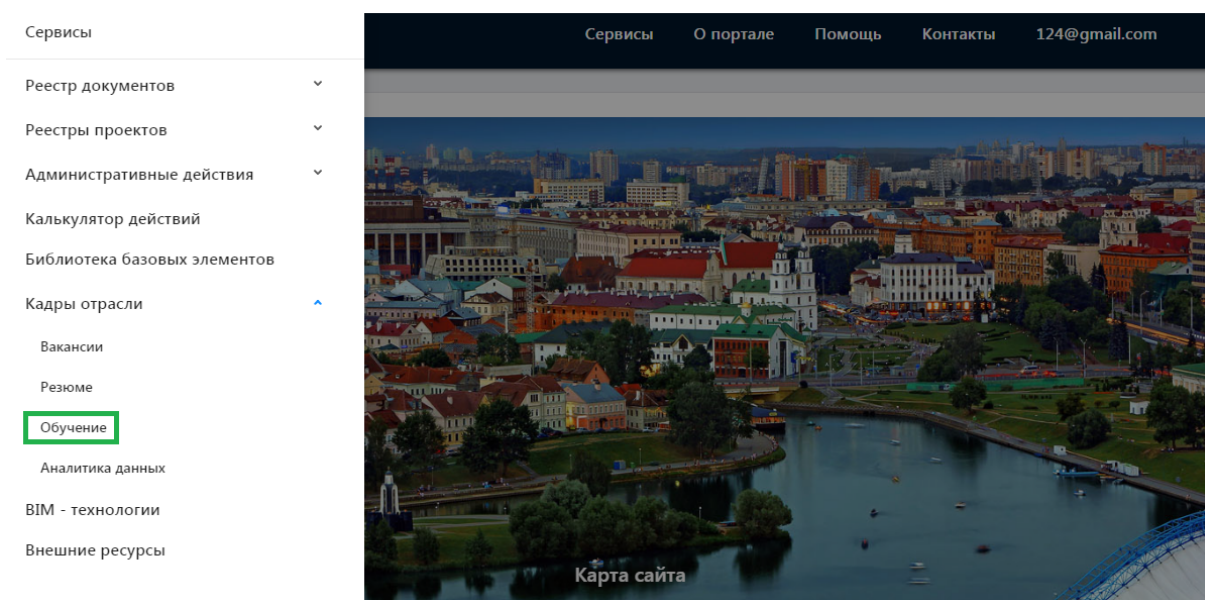 Сервисы
Сервисы О портале Помощь Контакты 124@gmail.com
Реестр документов
Реестры проектов
Административные действия
Калькулятор действий
Библиотека базовых элементов
Кадры отрасли
Вакансии
Резюме
Обучение
Аналитика данных
BIM - технологии
Внешние ресурсы
Карта сайта